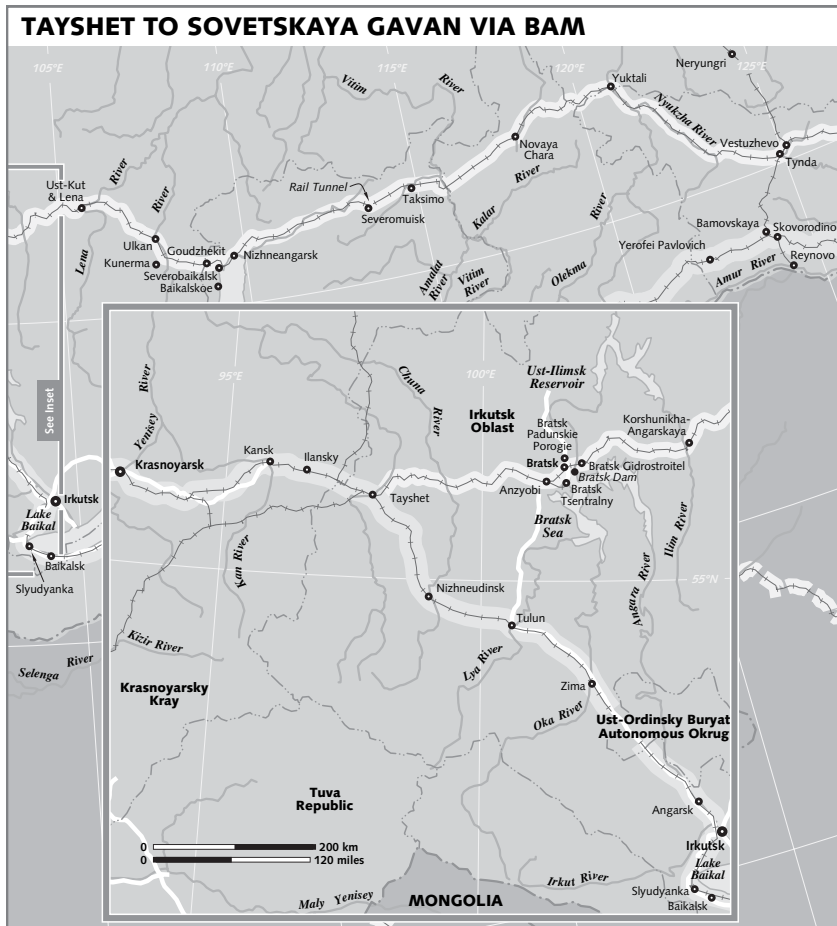 TAYSHET TO SOVETSKAYA GAVAN VIA BAM
105°E
110°E
115°E
120°E
125°E
Neryungri
Yuktali
Vitim
River
Nyukzha River
Vestuzhevo
Tynda
Novaya
Chara
River
Rail Tunnel
Taksimo
Severomuisk
Kalar
River
Ust-Kut
& Lena
River
River
Ulkan
Goudzhekit
Nizhneangarsk
Kunerma
Severobaikalsk
Baikalskoe
Lena
Amalat
River
Vitim
River
Olekma
Bamovskaya
Skovorodino
Yerofei Pavlovich
Reynovo
Amur River
See Inset
Irkutsk
Lake
Baikal
Baikalsk
Slyudyanka
Selenga
River
95°E
100°E
River
Yenisey
Chuna
River
Ust-Ilimsk
Reservoir
Irkutsk
Oblast
Bratsk
Padunskie
Porogie
Korshunikha-
Angarskaya
Kansk
Ilansky
Krasnoyarsk
Bratsk
Bratsk Gidrostroitel
Bratsk Dam
Tayshet
Anzyobi
Bratsk
Tsentralny
Bratsk
Sea
Ilim River
Kan River
Angara River
55°N
Nizhneudinsk
Tulun
Kizir River
Lya River
Krasnoyarsky
Kray
Zima
Oka River
Ust-Ordinsky Buryat
Autonomous Okrug
Tuva
Republic
Angarsk
0 200 km
0 120 miles
Irkutsk
Lake
Baikal
Irkut River
Slyudyanka
Baikalsk
Maly Yenisey
MONGOLIA